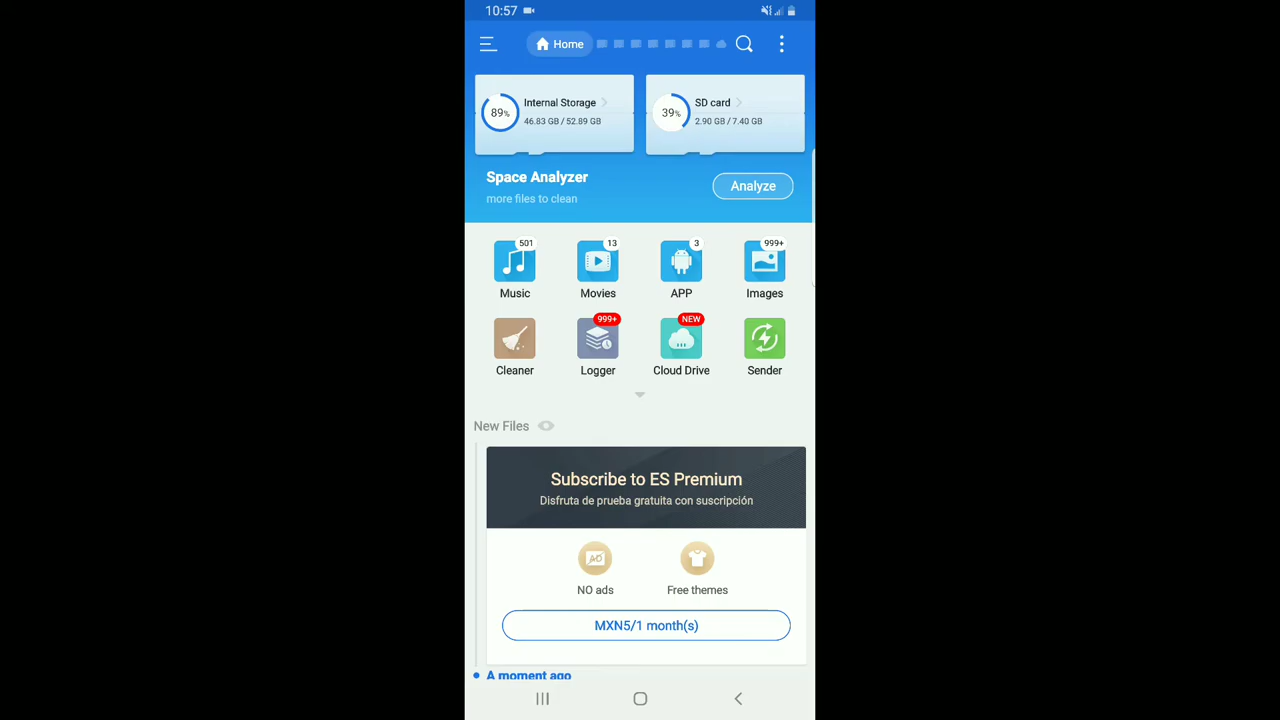 10:57
Home
89%
Internal Storage
46.83 GB / 52.89 GB
39%
SD card
2.90 GB / 7.40 GB
Space Analyzer
more files to clean
Analyze
501
13
3
999+
Music
Movies
APP
Images
999+
NEW
Cleaner
Logger
Cloud Drive
Sender
New Files
Subscribe to ES Premium
Disfruta de prueba gratuita con suscripción
AD
NO ads
Free themes
MXN5/1 month(s)
A moment ago